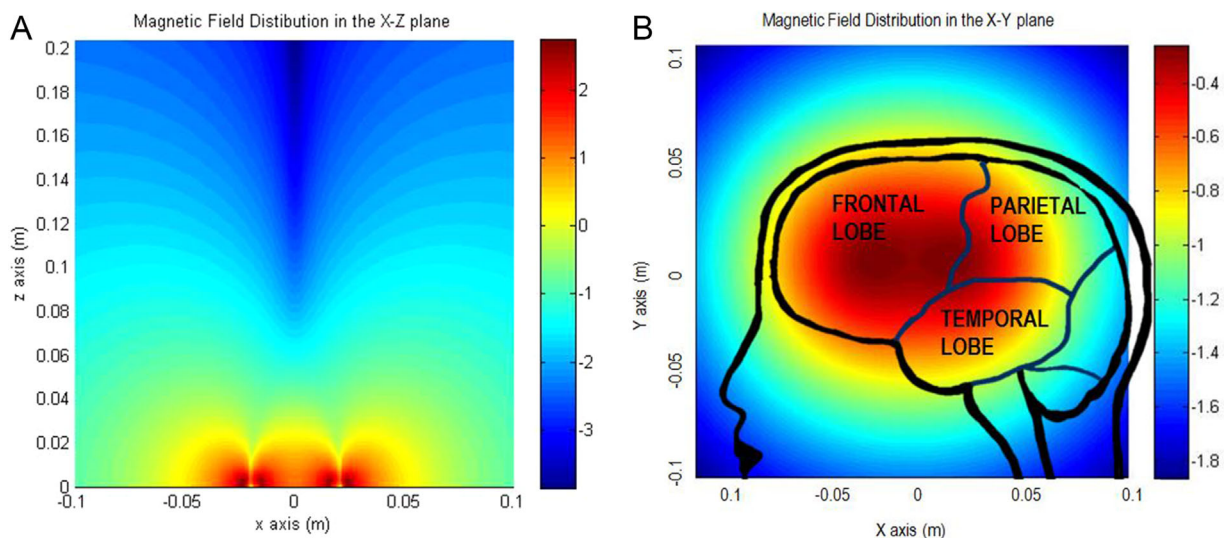 A
Magnetic Field Distibution in the X-Z plane
0.2
0.18
0.16
0.14
0.12
0.1
0.08
0.06
0.04
0.02
0
z axis (m)
-0.1
-0.05
0
0.05
0.1
x axis (m)
2
1
0
-1
-2
-3
B
Magnetic Field Distribution in the X-Y plane
0.1
0.05
0
-0.05
-0.1
Y axis (m)
FRONTAL
LOBE
PARIETAL
LOBE
TEMPORAL
LOBE
0.1
-0.05
0
0.05
0.1
X axis (m)
-0.4
-0.6
-0.8
-1
-1.2
-1.4
-1.6
-1.8